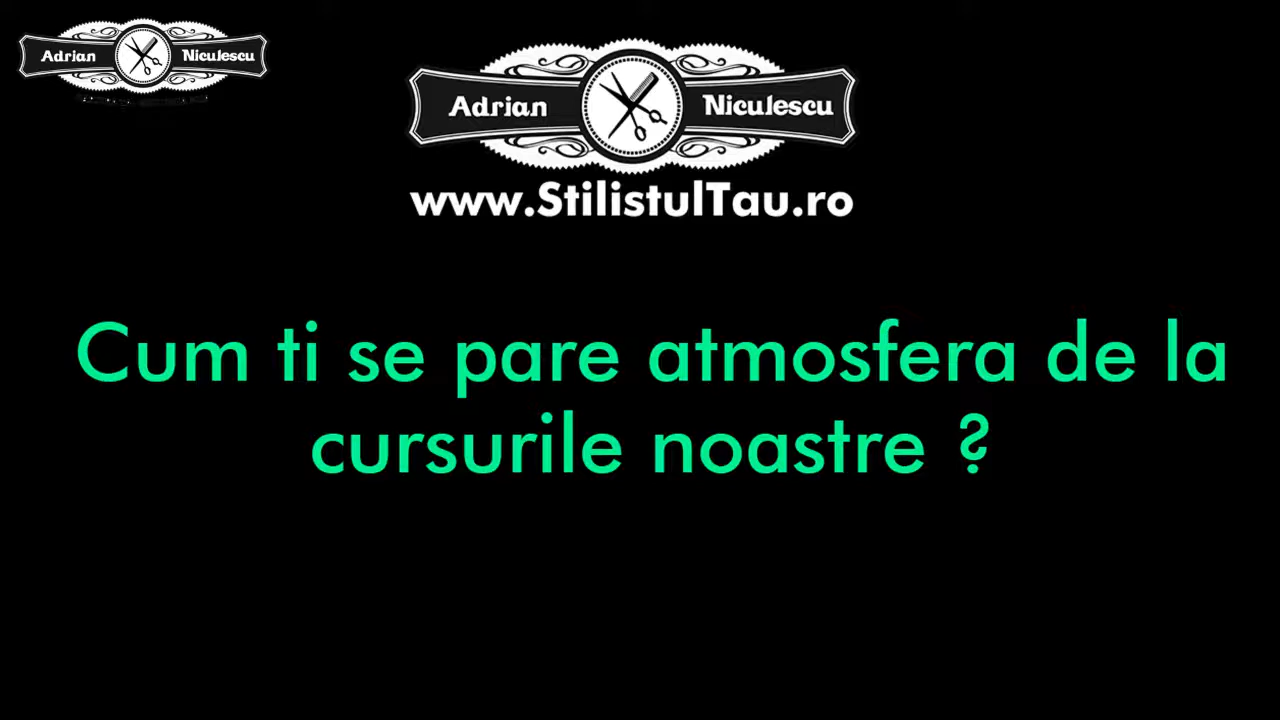 Adrian Niculescu
Adrian Niculescu
www.StilistulTau.ro
Cum ti se pare atmosfera de la
cursurile noastre ?